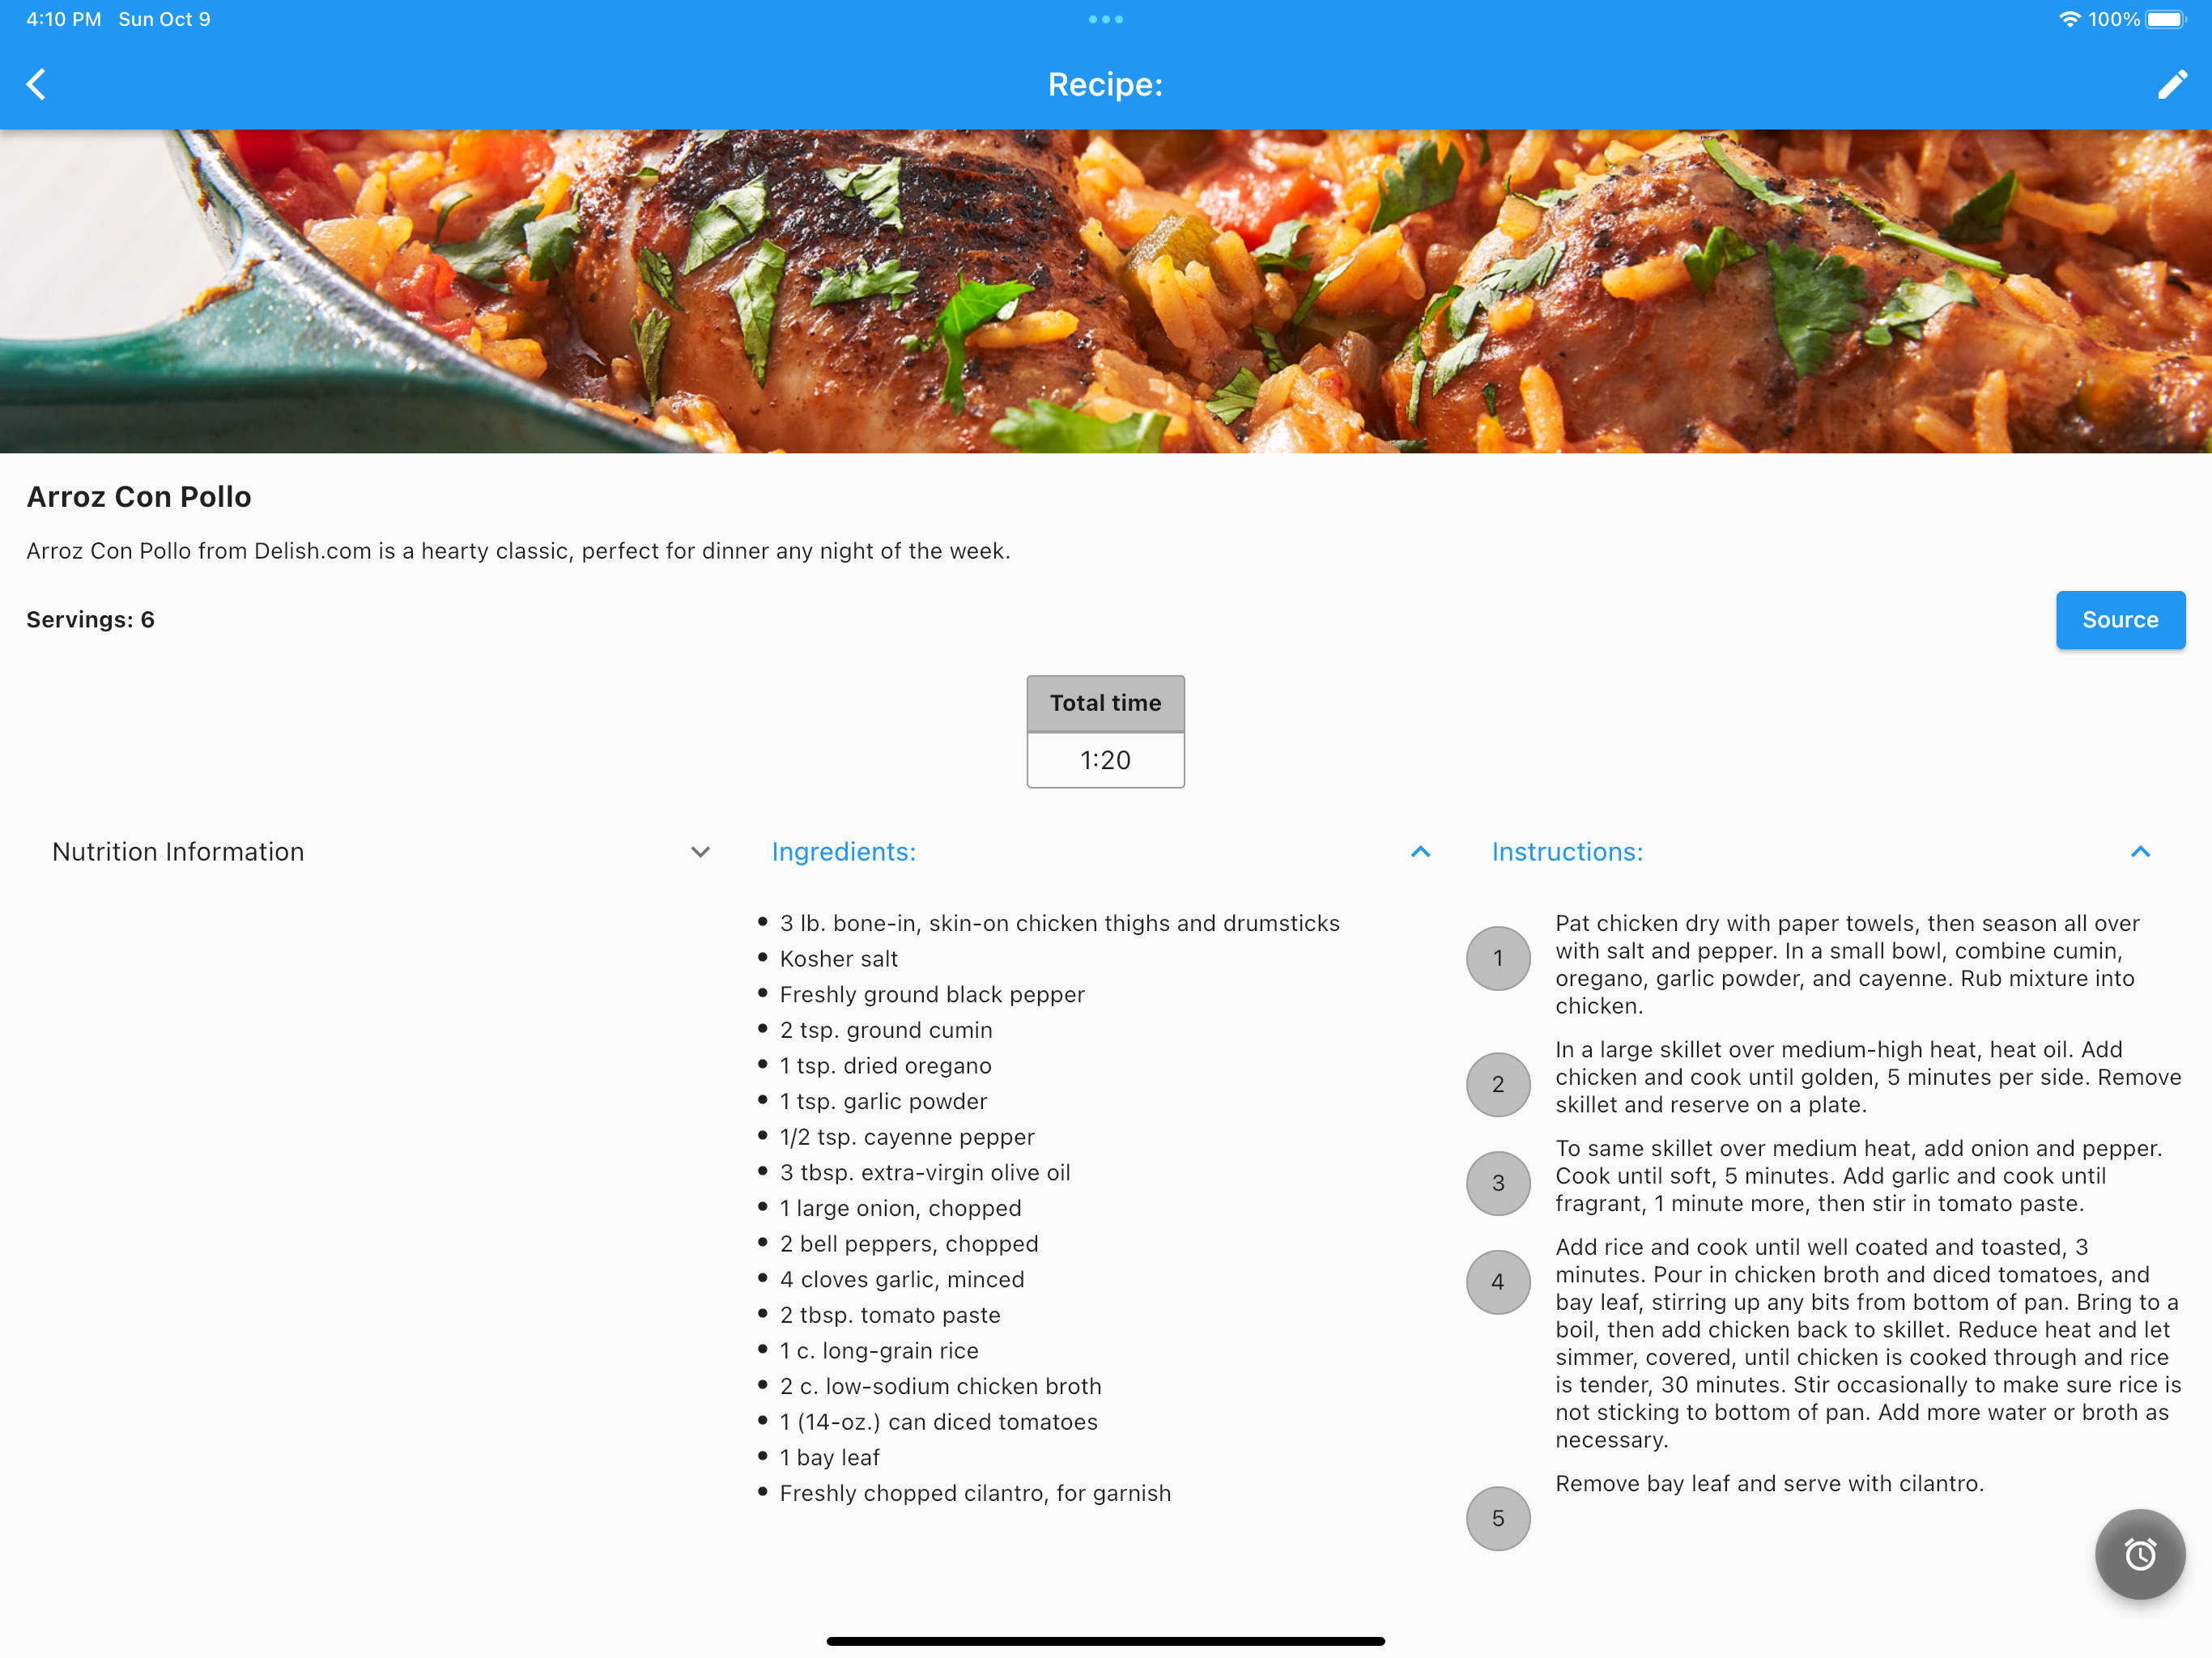 4:10 PM Sun Oct 9
100%
Recipe:
Arroz Con Pollo
Arroz Con Pollo from Delish.com is a hearty classic, perfect for dinner any night of the week.
Servings: 6
Source
Total time
1:20
Nutrition Information
Ingredients:
3 lb. bone-in, skin-on chicken thighs and drumsticks
Kosher salt
Freshly ground black pepper
2 tsp. ground cumin
1 tsp. dried oregano
1 tsp. garlic powder
1/2 tsp. cayenne pepper
3 tbsp. extra-virgin olive oil
1 large onion, chopped
2 bell peppers, chopped
4 cloves garlic, minced
2 tbsp. tomato paste
1 c. long-grain rice
2 c. low-sodium chicken broth
1 (14-oz.) can diced tomatoes
1 bay leaf
Freshly chopped cilantro, for garnish
Instructions:
1
Pat chicken dry with paper towels, then season all over
with salt and pepper. In a small bowl, combine cumin,
oregano, garlic powder, and cayenne. Rub mixture into
chicken.
2
In a large skillet over medium-high heat, heat oil. Add
chicken and cook until golden, 5 minutes per side. Remove
skillet and reserve on a plate.
3
To same skillet over medium heat, add onion and pepper.
Cook until soft, 5 minutes. Add garlic and cook until
fragrant, 1 minute more, then stir in tomato paste.
4
Add rice and cook until well coated and toasted, 3
minutes. Pour in chicken broth and diced tomatoes, and
bay leaf, stirring up any bits from bottom of pan. Bring to a
boil, then add chicken back to skillet. Reduce heat and let
simmer, covered, until chicken is cooked through and rice
is tender, 30 minutes. Stir occasionally to make sure rice is
not sticking to bottom of pan. Add more water or broth as
necessary.
5
Remove bay leaf and serve with cilantro.